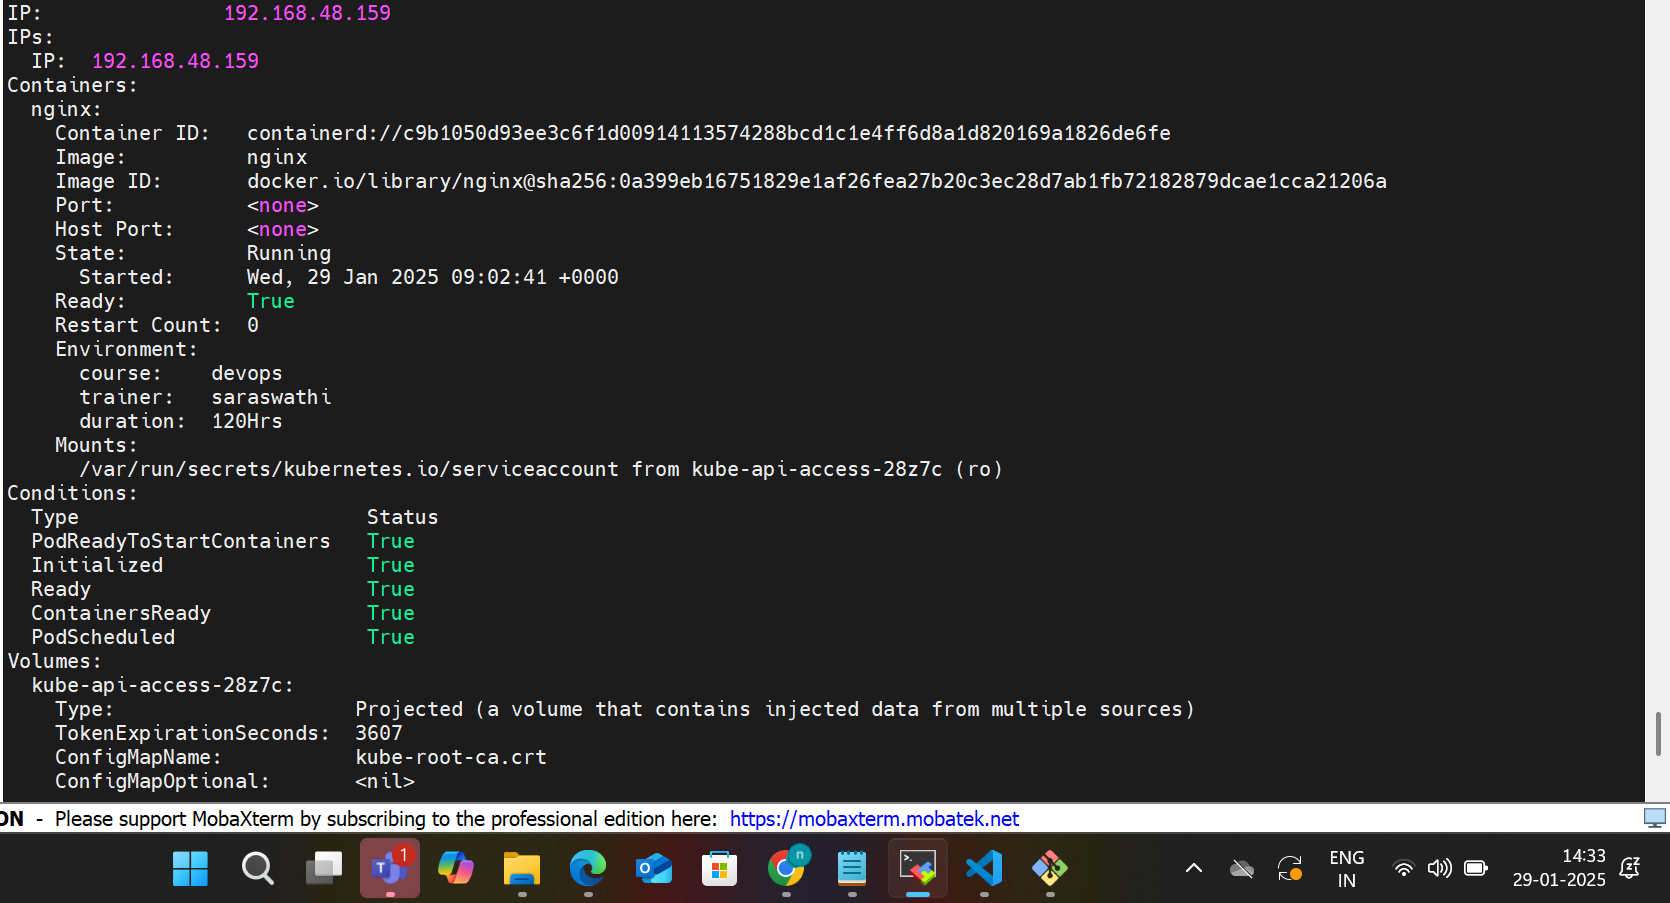 IP:               192.168.48.159
IPs:
  IP:  192.168.48.159
Containers:
  nginx:
    Container ID:   containerd://c9b1050d93ee3c6f1d00914113574288bcd1c1e4ff6d8a1d820169a1826de6fe
    Image:          nginx
    Image ID:       docker.io/library/nginx@sha256:0a399eb16751829e1af26fea27b20c3ec28d7ab1fb72182879dcae1cca21206a
    Port:           <none>
    Host Port:      <none>
    State:          Running
      Started:      Wed, 29 Jan 2025 09:02:41 +0000
    Ready:          True
    Restart Count:  0
    Environment:
      course:    devops
      trainer:   saraswathi
      duration:  120Hrs
    Mounts:
      /var/run/secrets/kubernetes.io/serviceaccount from kube-api-access-28z7c (ro)
Conditions:
  Type                        Status
  PodReadyToStartContainers   True
  Initialized                 True
  Ready                       True
  ContainersReady             True
  PodScheduled                True
Volumes:
  kube-api-access-28z7c:
    Type:                    Projected (a volume that contains injected data from multiple sources)
    TokenExpirationSeconds:  3607
    ConfigMapName:           kube-root-ca.crt
    ConfigMapOptional:       <nil>
ON  -  Please support MobaXterm by subscribing to the professional edition here:  https://mobaxterm.mobatek.net
T 1 O n >_ ENG 14:33
IN 29-01-2025